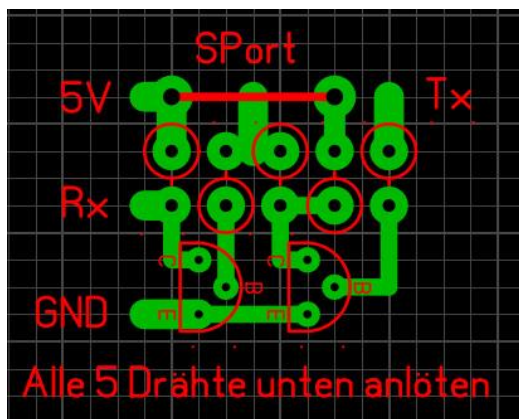 SPort
5V Tx
Rx
C C
B B
GND E E
Alle 5 Drähte unten anlöten